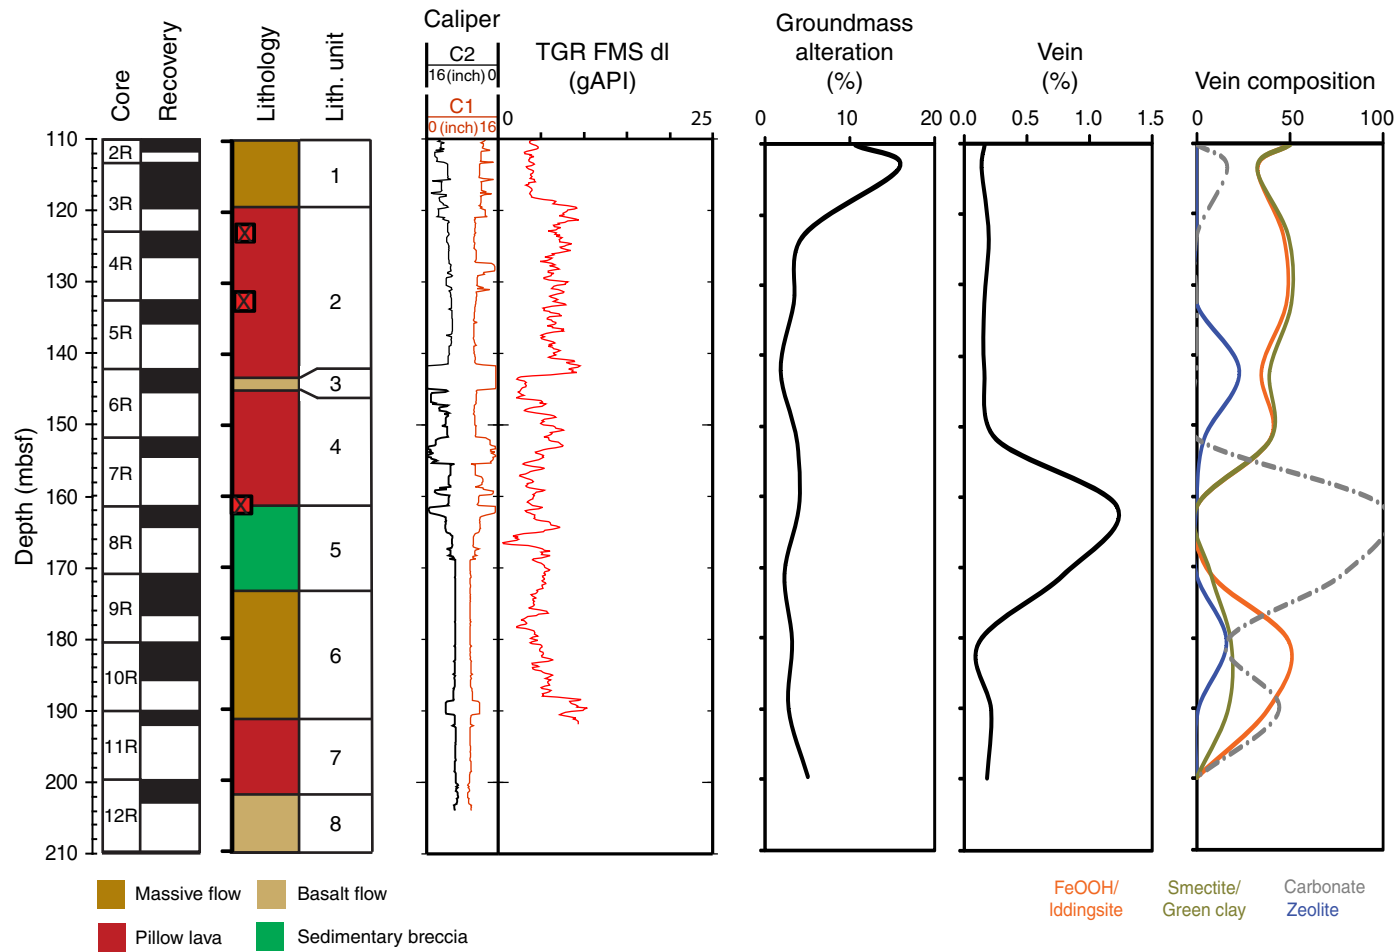 Caliper
Core
Recovery
Lithology
Lith. unit
C2
16 (inch) 0
C1
0 (inch) 16
TGR FMS dl
(gAPI)
0 25
Groundmass
alteration
(%)
0 10 20
Vein
(%)
0.0 0.5 1.0 1.5
Vein composition
0 50 100
Depth (mbsf)
110
120
130
140
150
160
170
180
190
200
210
2R
3R
4R
5R
6R
7R
8R
9R
10R
11R
12R
1
2
3
4
5
6
7
8
Massive flow
Basalt flow
Pillow lava
Sedimentary breccia
FeOOH/
Iddingsite
Smectite/
Green clay
Carbonate
Zeolite